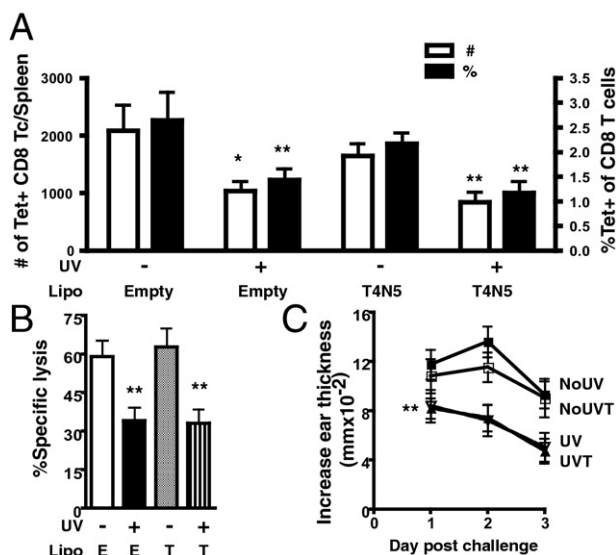 A
#
%
3000
2000
1000
0
# of Tet+ CD8 Tc/Spleen
3.5
3.0
2.5
2.0
1.5
1.0
0.5
0.0
%Tet+ of CD8 T cells
* ** ** **
UV - + - +
Lipo Empty Empty T4N5 T4N5
B
75
60
45
30
15
0
%Specific lysis
** **
UV - + - +
Lipo E E T T
C
16
12
8
4
Increase ear thickness
(mmx10-2)
**
NoUV
NoUVT
UV
UVT
0 1 2 3
Day post challenge